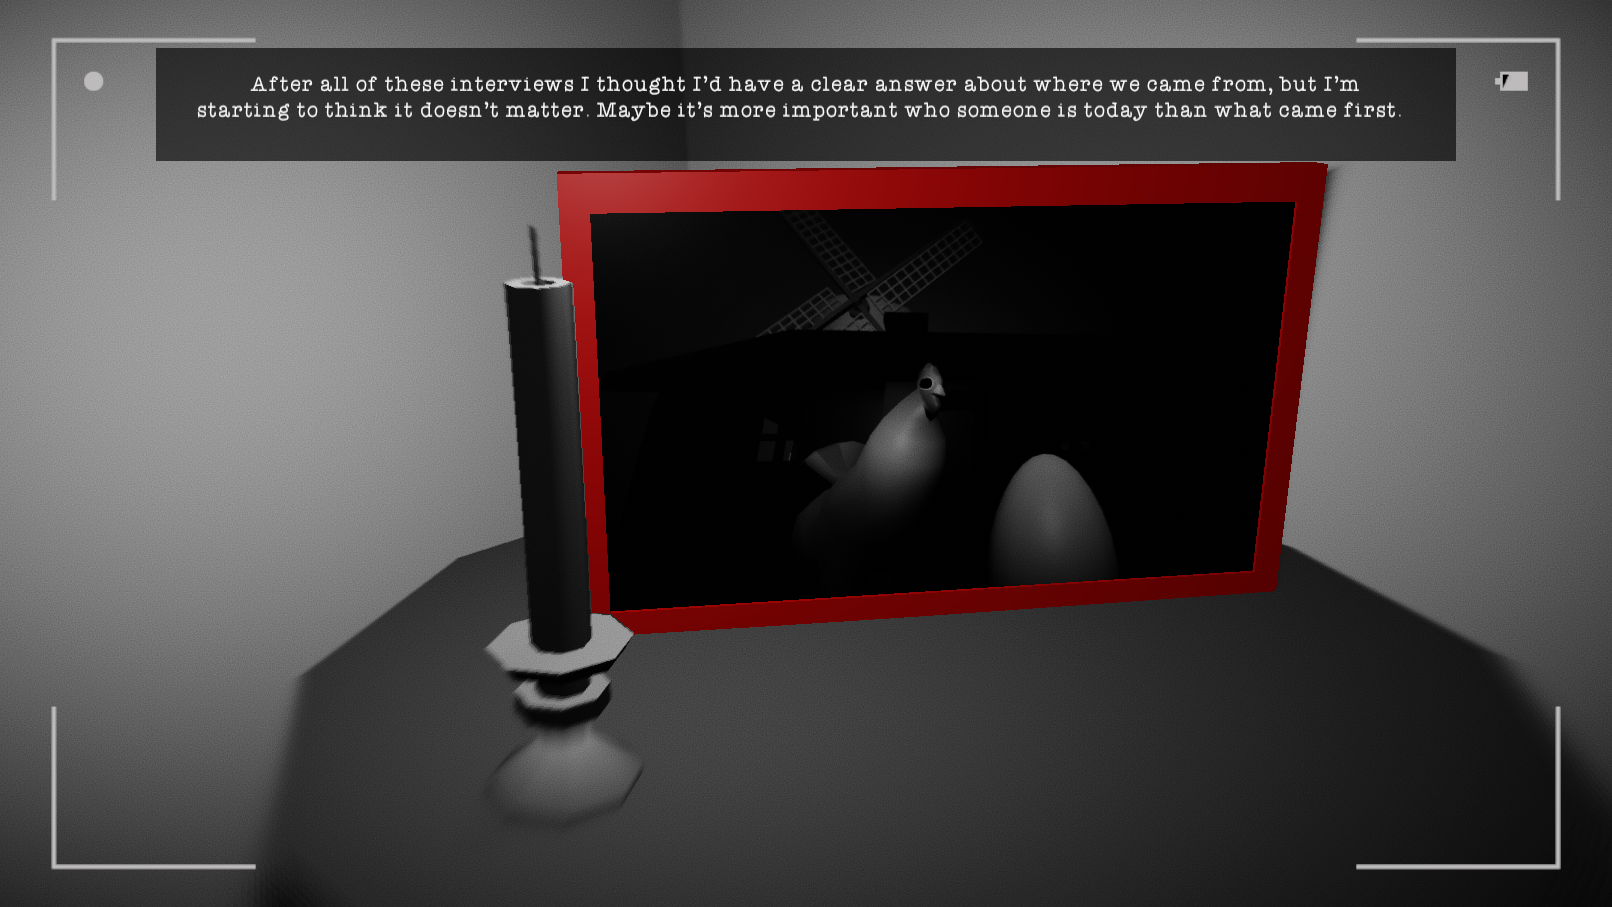 After all of these interviews I thought I'd have a clear answer about where we came from, but I'm
starting to think it doesn't matter. Maybe it's more important who someone is today than what came first.